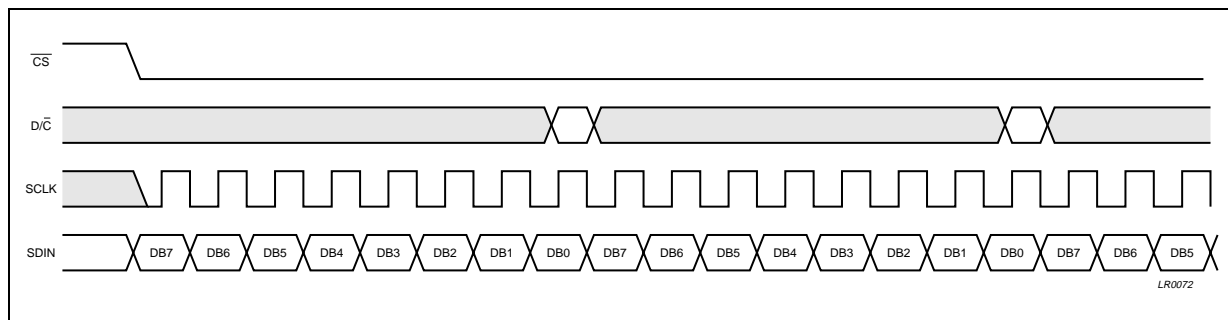 C̅S̅
D/C̅
SCLK
SDIN DB7 DB6 DB5 DB4 DB3 DB2 DB1 DB0 DB7 DB6 DB5 DB4 DB3 DB2 DB1 DB0 DB7 DB6 DB5
LR0072